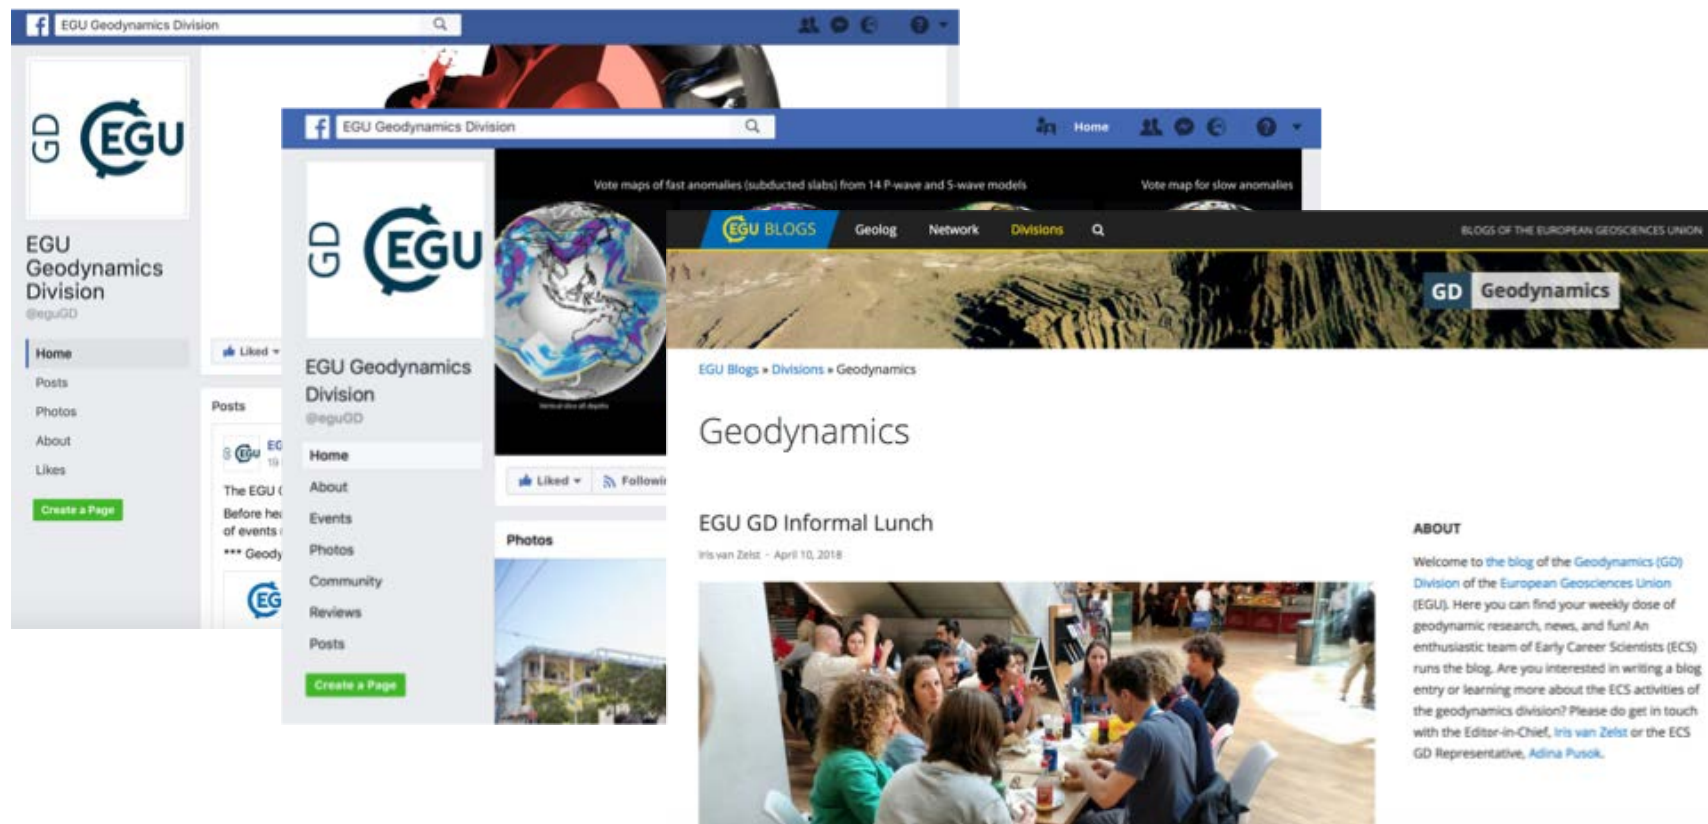 EGU Geodynamics Division
GD
EGU
EGU
Geodynamics
Division
@eguGD
Home
Posts
Photos
About
Likes
Create a Page
Liked
Posts
EGU
EG
19
The EGU
Before hea
of events
*** Geody
EG
EGU Geodynamics Division
Home
GD
EGU
EGU Geodynamics
Division
@eguGD
Home
About
Events
Photos
Community
Reviews
Posts
Create a Page
Vote maps of fast anomalies (subducted slabs) from 14 P-wave and S-wave models
Vote map for slow anomalies
Liked
Followi
Photos
EGU BLOGS
Geolog
Network
Divisions
BLOGS OF THE EUROPEAN GEOSCIENCES UNION
GD Geodynamics
EGU Blogs » Divisions » Geodynamics
Geodynamics
EGU GD Informal Lunch
Iris van Zelst - April 10, 2018
ABOUT
Welcome to the blog of the Geodynamics (GD)
Division of the European Geosciences Union
(EGU). Here you can find your weekly dose of
geodynamic research, news, and fun! An
enthusiastic team of Early Career Scientists (ECS)
runs the blog. Are you interested in writing a blog
entry or learning more about the ECS activities of
the geodynamics division? Please do get in touch
with the Editor-in-Chief, Iris van Zelst or the ECS
GD Representative, Adina Pusok.